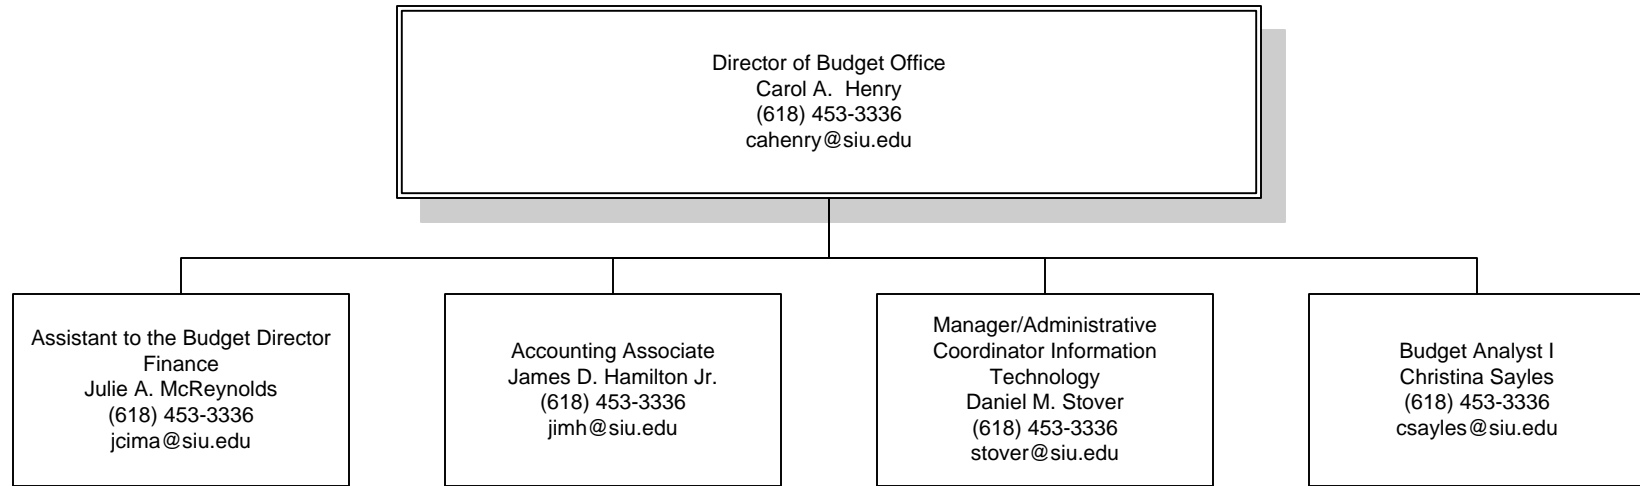 Director of Budget Office
Carol A.  Henry
(618) 453-3336
cahenry@siu.edu
Assistant to the Budget Director
Finance
Julie A. McReynolds
(618) 453-3336
jcima@siu.edu
Accounting Associate
James D. Hamilton Jr.
(618) 453-3336
jimh@siu.edu
Manager/Administrative
Coordinator Information
Technology
Daniel M. Stover
(618) 453-3336
stover@siu.edu
Budget Analyst I
Christina Sayles
(618) 453-3336
csayles@siu.edu